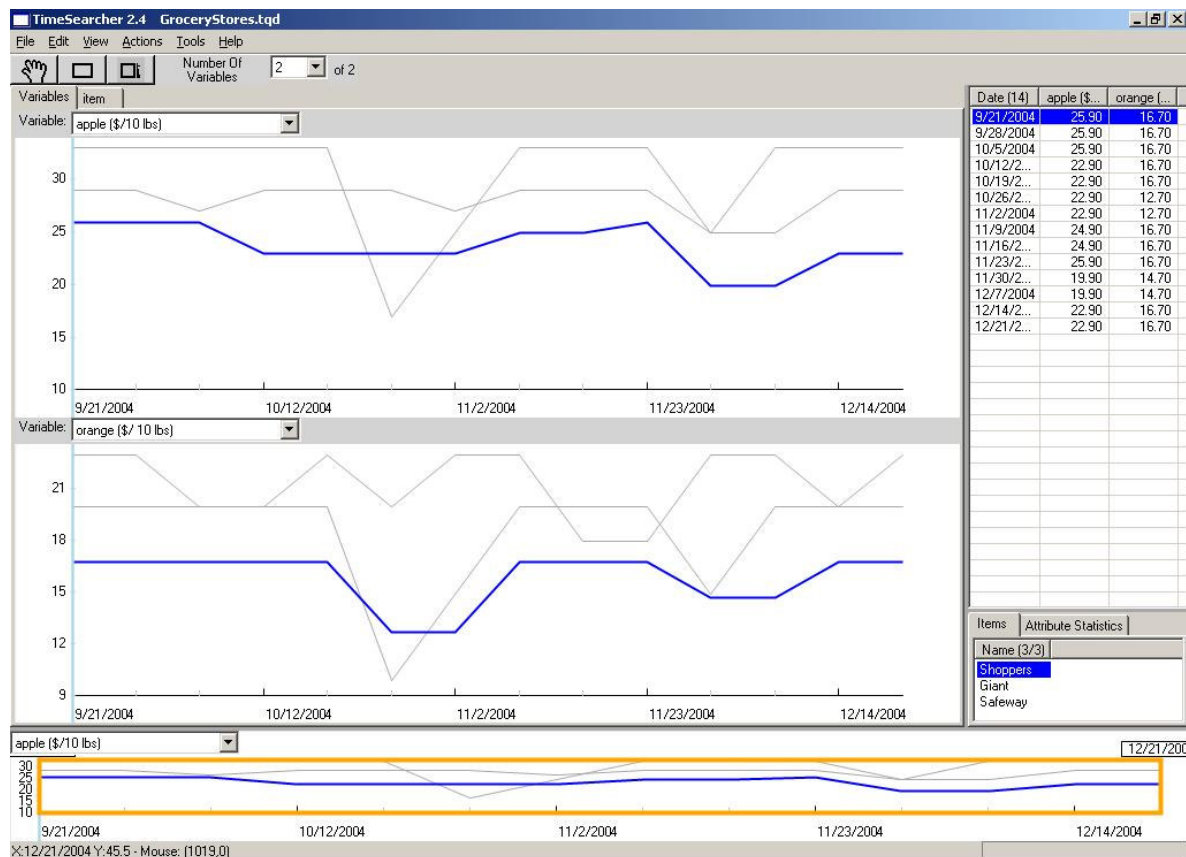 TimeSearcher 2.4 GroceryStores.tqd
File Edit View Actions Tools Help
Number Of Variables 2 of 2
Variables item
Variable: apple ($/10 lbs)
30
25
20
15
10
9/21/2004 10/12/2004 11/2/2004 11/23/2004 12/14/2004
Variable: orange ($/ 10 lbs)
21
18
15
12
9
9/21/2004 10/12/2004 11/2/2004 11/23/2004 12/14/2004
Date (14) apple ($... orange (...
9/21/2004 25.90 16.70
9/28/2004 25.90 16.70
10/5/2004 25.90 16.70
10/12/2... 22.90 16.70
10/19/2... 22.90 16.70
10/26/2... 22.90 12.70
11/2/2004 22.90 12.70
11/9/2004 24.90 16.70
11/16/2... 24.90 16.70
11/23/2... 25.90 16.70
11/30/2... 19.90 14.70
12/7/2004 19.90 14.70
12/14/2... 22.90 16.70
12/21/2... 22.90 16.70
Items Attribute Statistics
Name (3/3)
Shoppers
Giant
Safeway
apple ($/10 lbs)
12/21/200
30
25
20
15
10
9/21/2004 10/12/2004 11/2/2004 11/23/2004 12/14/2004
X:12/21/2004 Y:45.5 - Mouse: (1019,0)